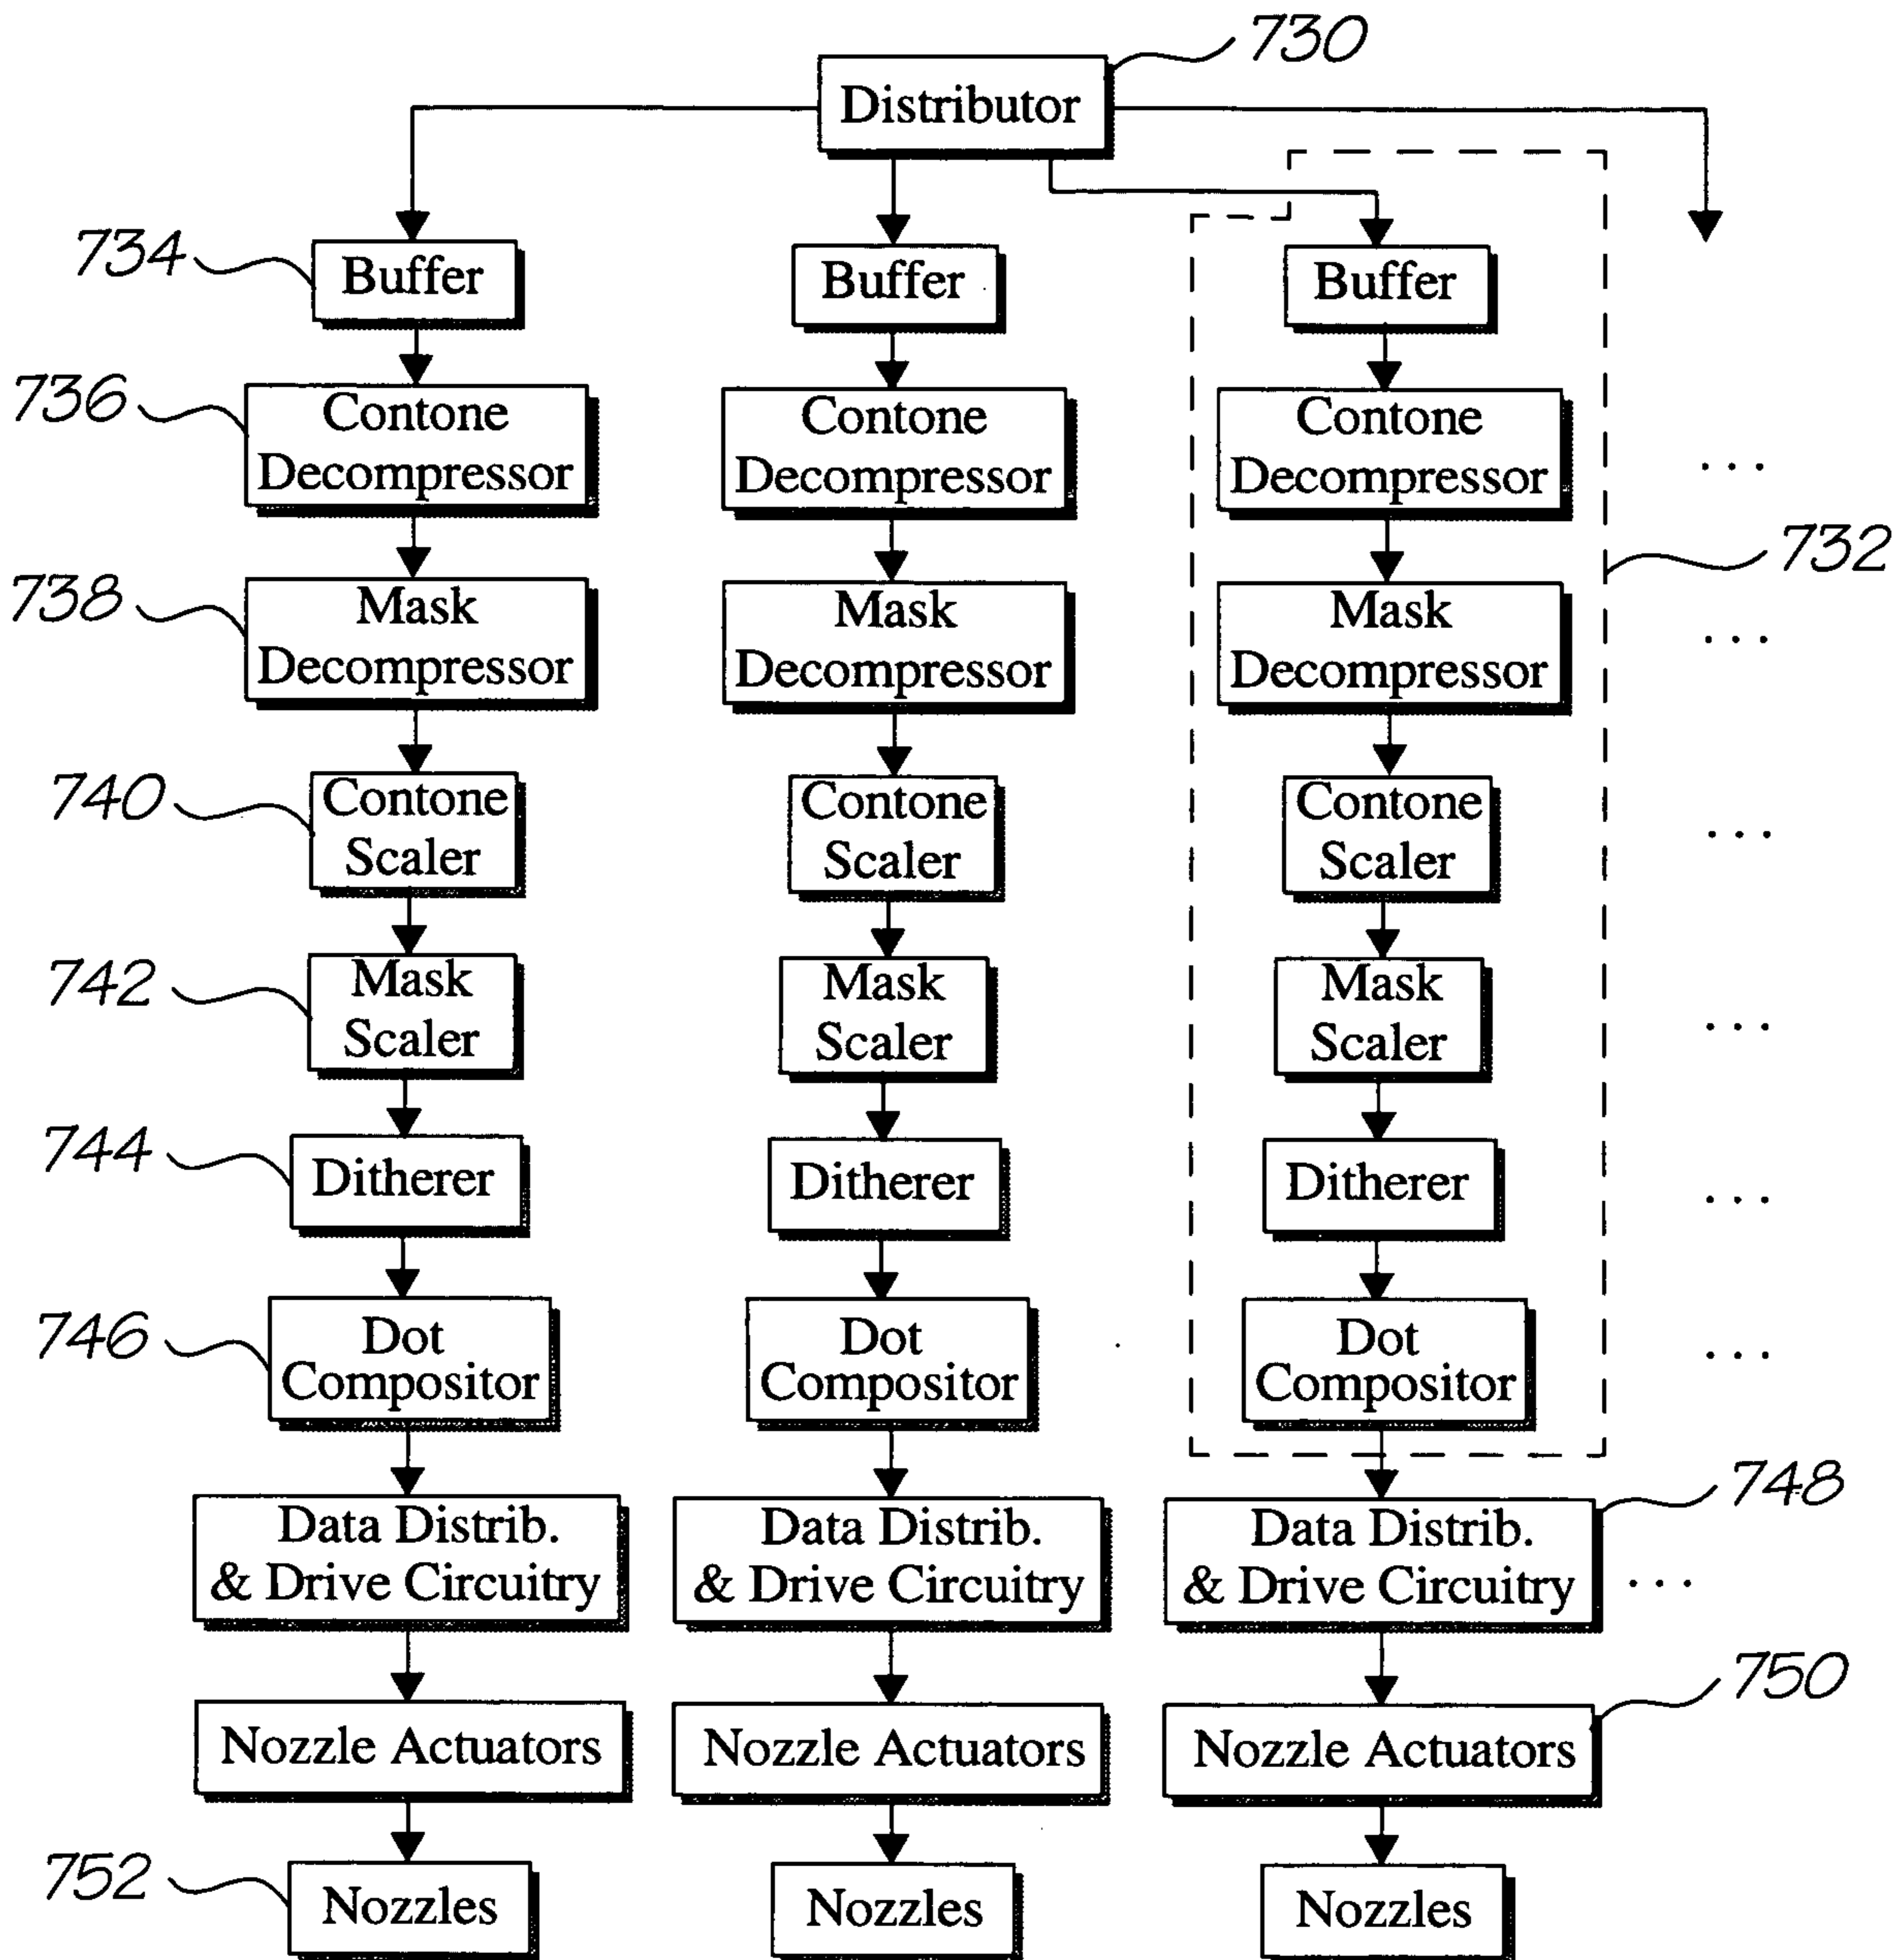 730
Distributor
734
Buffer
Buffer
Buffer
736
Contone
Decompressor
Contone
Decompressor
Contone
Decompressor
...
732
738
Mask
Decompressor
Mask
Decompressor
Mask
Decompressor
...
740
Contone
Scaler
Contone
Scaler
Contone
Scaler
...
742
Mask
Scaler
Mask
Scaler
Mask
Scaler
...
744
Ditherer
Ditherer
Ditherer
...
746
Dot
Compositor
Dot
Compositor
Dot
Compositor
...
748
Data Distrib.
& Drive Circuitry
Data Distrib.
& Drive Circuitry
Data Distrib.
& Drive Circuitry
...
750
Nozzle Actuators
Nozzle Actuators
Nozzle Actuators
752
Nozzles
Nozzles
Nozzles